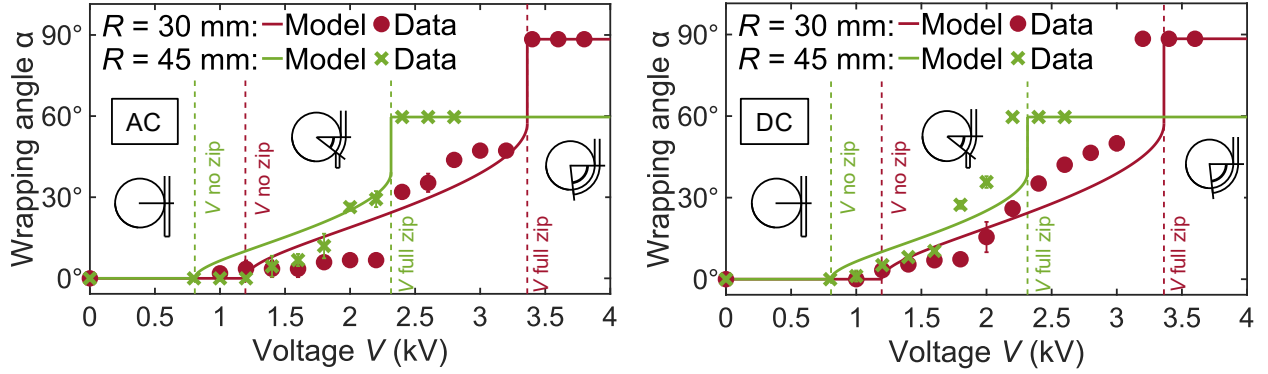 R = 30 mm: Model Data
R = 45 mm: Model Data
Wrapping angle α
90°
60°
30°
0°
AC
V no zip
V no zip
V full zip
V full zip
0 0.5 1 1.5 2 2.5 3 3.5 4
Voltage V (kV)
R = 30 mm: Model Data
R = 45 mm: Model Data
Wrapping angle α
90°
60°
30°
0°
DC
V no zip
V no zip
V full zip
V full zip
0 0.5 1 1.5 2 2.5 3 3.5 4
Voltage V (kV)